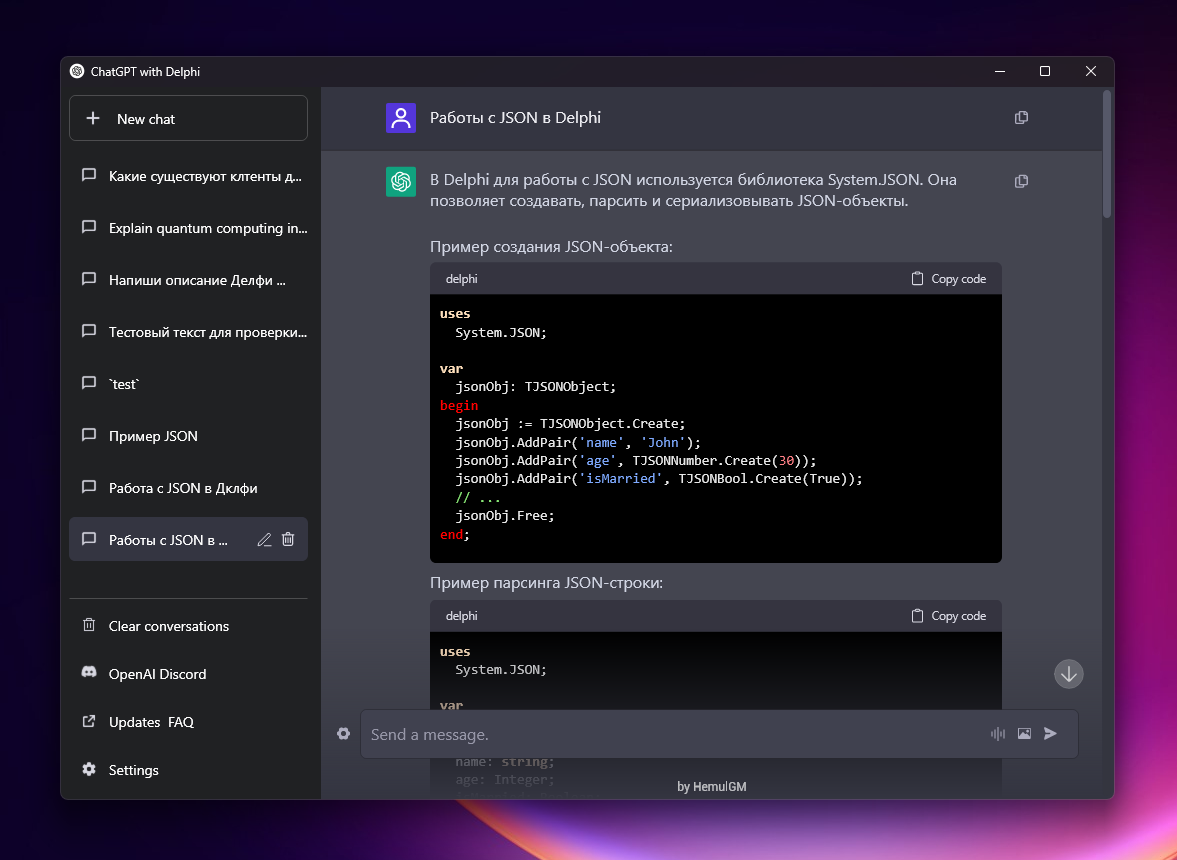 ChatGPT with Delphi
New chat
Какие существуют клтенты д...
Explain quantum computing in...
Напиши описание Делфи ...
Тестовый текст для проверки...
`test`
Пример JSON
Работа с JSON в Дклфи
Работы с JSON в ...
Clear conversations
OpenAI Discord
Updates FAQ
Settings
Работы с JSON в Delphi
В Delphi для работы с JSON используется библиотека System.JSON. Она
позволяет создавать, парсить и сериализовывать JSON-объекты.
Пример создания JSON-объекта:
delphi
Copy code
uses
System.JSON;
var
jsonObj: TJSONObject;
begin
jsonObj := TJSONObject.Create;
jsonObj.AddPair('name', 'John');
jsonObj.AddPair('age', TJSONNumber.Create(30));
jsonObj.AddPair('isMarried', TJSONBool.Create(True));
// ...
jsonObj.Free;
end;
Пример парсинга JSON-строки:
delphi
Copy code
uses
System.JSON;
var
Send a message.
name: string;
age: Integer;
by HemulGM